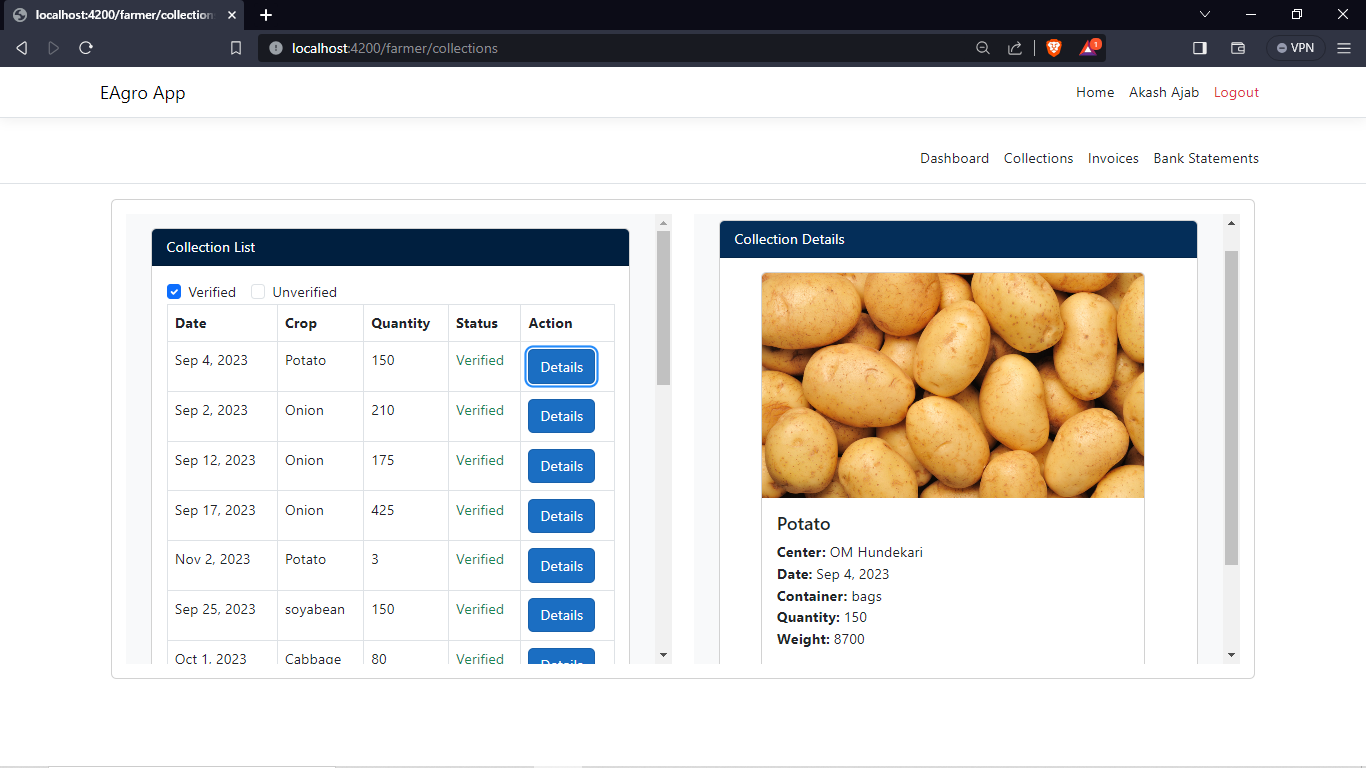 localhost:4200/farmer/collection
localhost:4200/farmer/collections
1
VPN
EAgro App
Home Akash Ajab Logout
Dashboard Collections Invoices Bank Statements
Collection List
Verified Unverified
Date Crop Quantity Status Action
Sep 4, 2023 Potato 150 Verified Details
Sep 2, 2023 Onion 210 Verified Details
Sep 12, 2023 Onion 175 Verified Details
Sep 17, 2023 Onion 425 Verified Details
Nov 2, 2023 Potato 3 Verified Details
Sep 25, 2023 soyabean 150 Verified Details
Oct 1, 2023 Cabbage 80 Verified Details
Collection Details
Potato
Center: OM Hundekari
Date: Sep 4, 2023
Container: bags
Quantity: 150
Weight: 8700